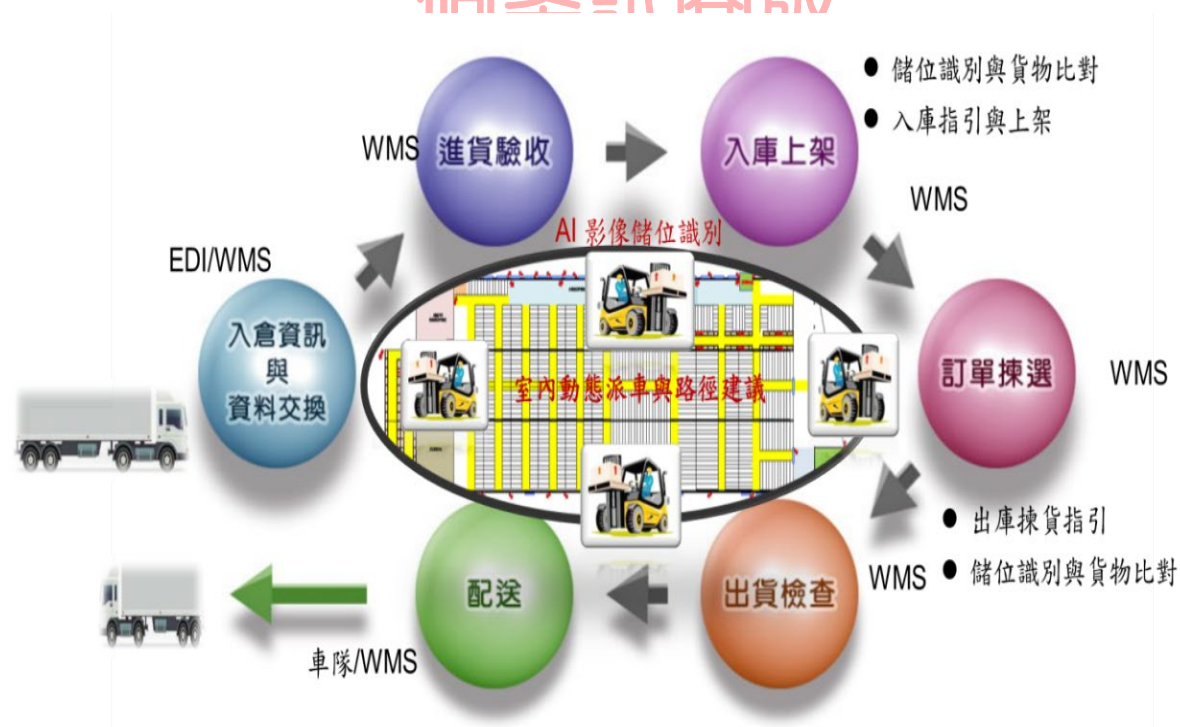 WMS
進貨驗收
入庫上架
● 儲位識別與貨物比對
● 入庫指引與上架
WMS
AI 影像儲位識別
EDI/WMS
入倉資訊
與
資料交換
室內動態派車與路徑建議
訂單揀選
WMS
● 出庫揀貨指引
● 儲位識別與貨物比對
WMS
出貨檢查
配送
車隊/WMS